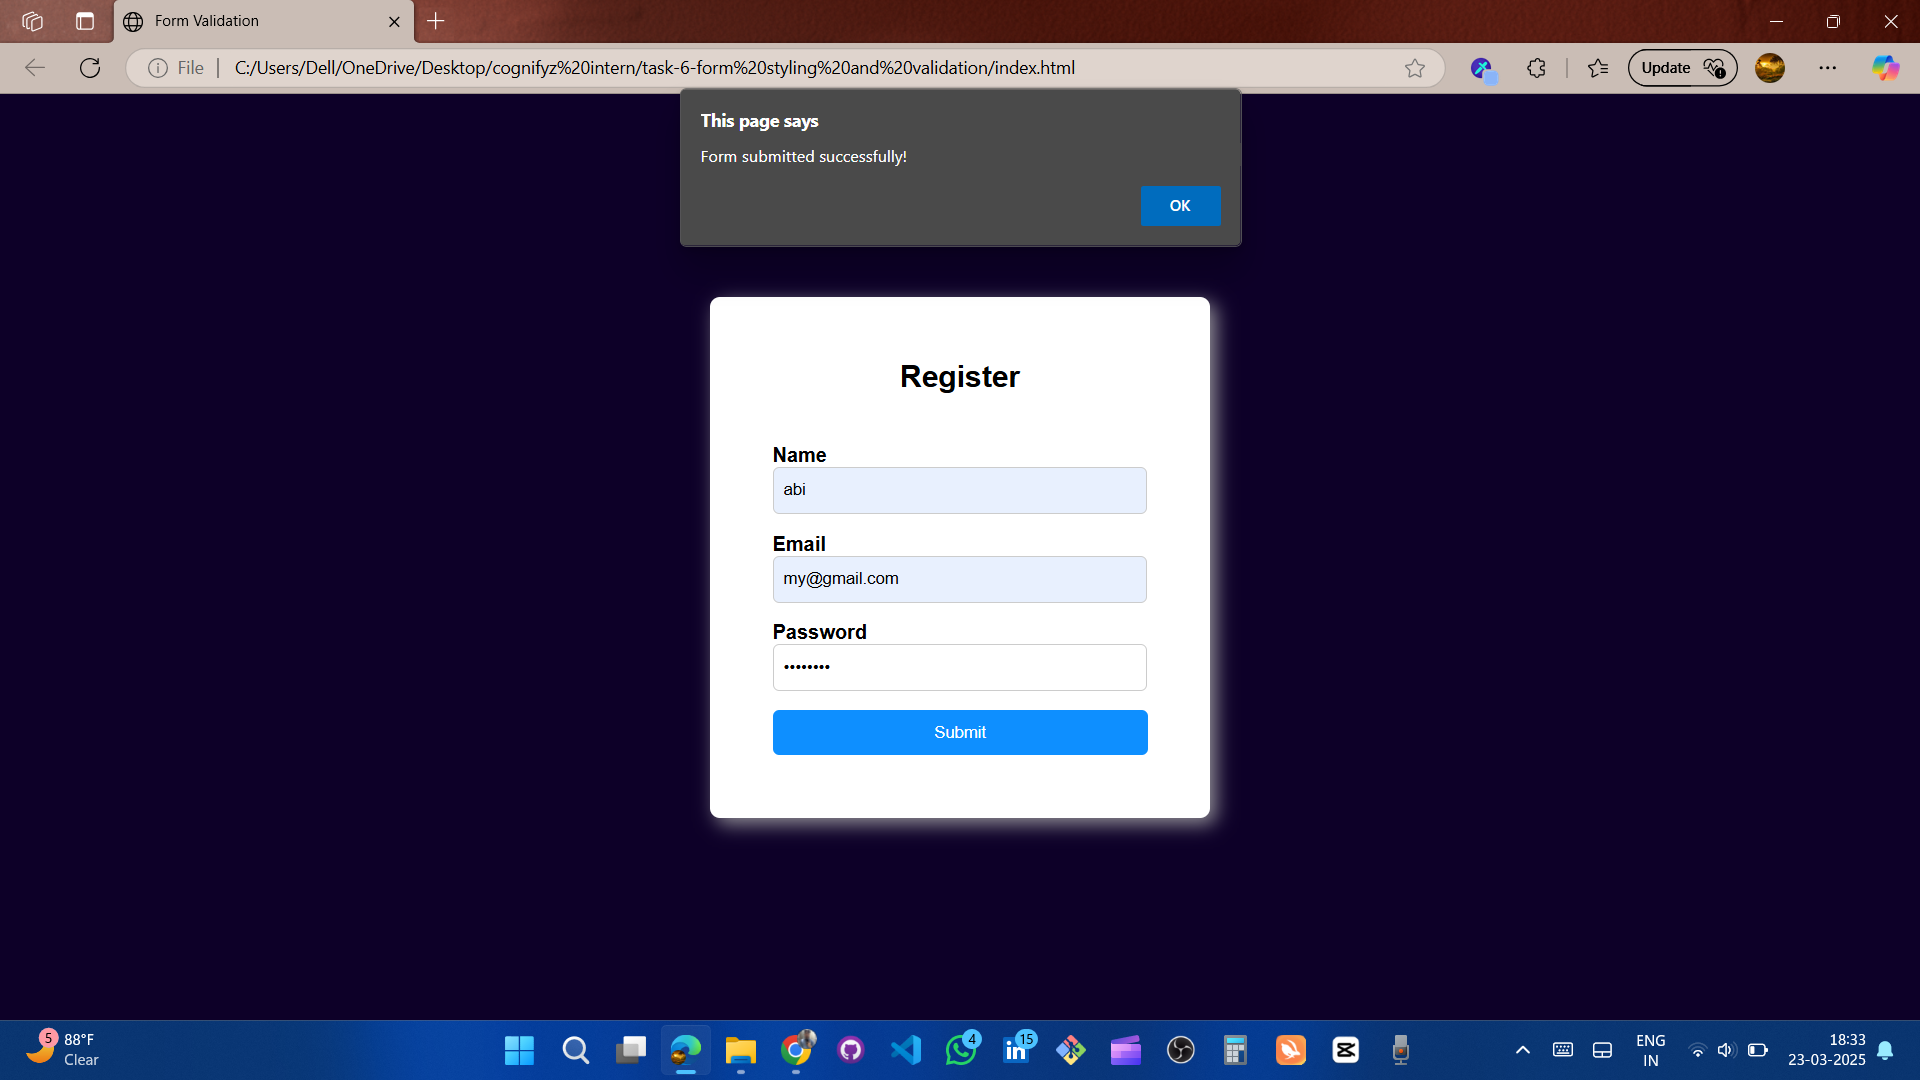 Form Validation
File
C:/Users/Dell/OneDrive/Desktop/cognifyz%20intern/task-6-form%20styling%20and%20validation/index.html
Update
This page says
Form submitted successfully!
OK
Register
Name
abi
Email
my@gmail.com
Password
••••••••
Submit
5
88°F
Clear
4
15
in
ENG
IN
18:33
23-03-2025